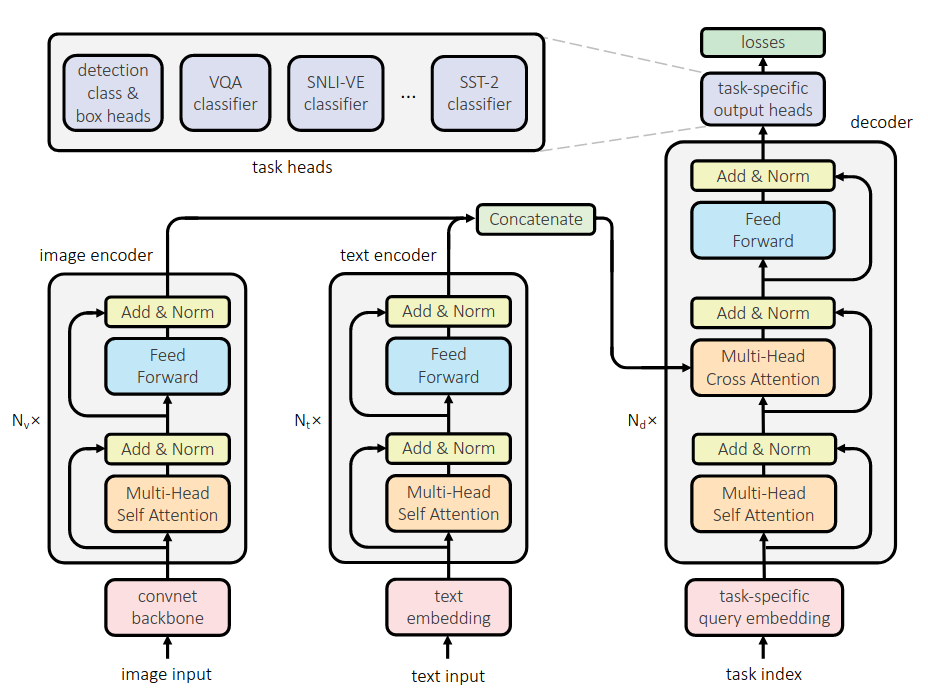 detection
class &
box heads
VQA
classifier
SNLI-VE
classifier
...
SST-2
classifier
task heads
losses
task-specific
output heads
decoder
Add & Norm
Feed
Forward
Add & Norm
Multi-Head
Cross Attention
N_d×
Add & Norm
Multi-Head
Self Attention
task-specific
query embedding
task index
Concatenate
image encoder
Add & Norm
Feed
Forward
N_v×
Add & Norm
Multi-Head
Self Attention
convnet
backbone
image input
text encoder
Add & Norm
Feed
Forward
N_t×
Add & Norm
Multi-Head
Self Attention
text
embedding
text input